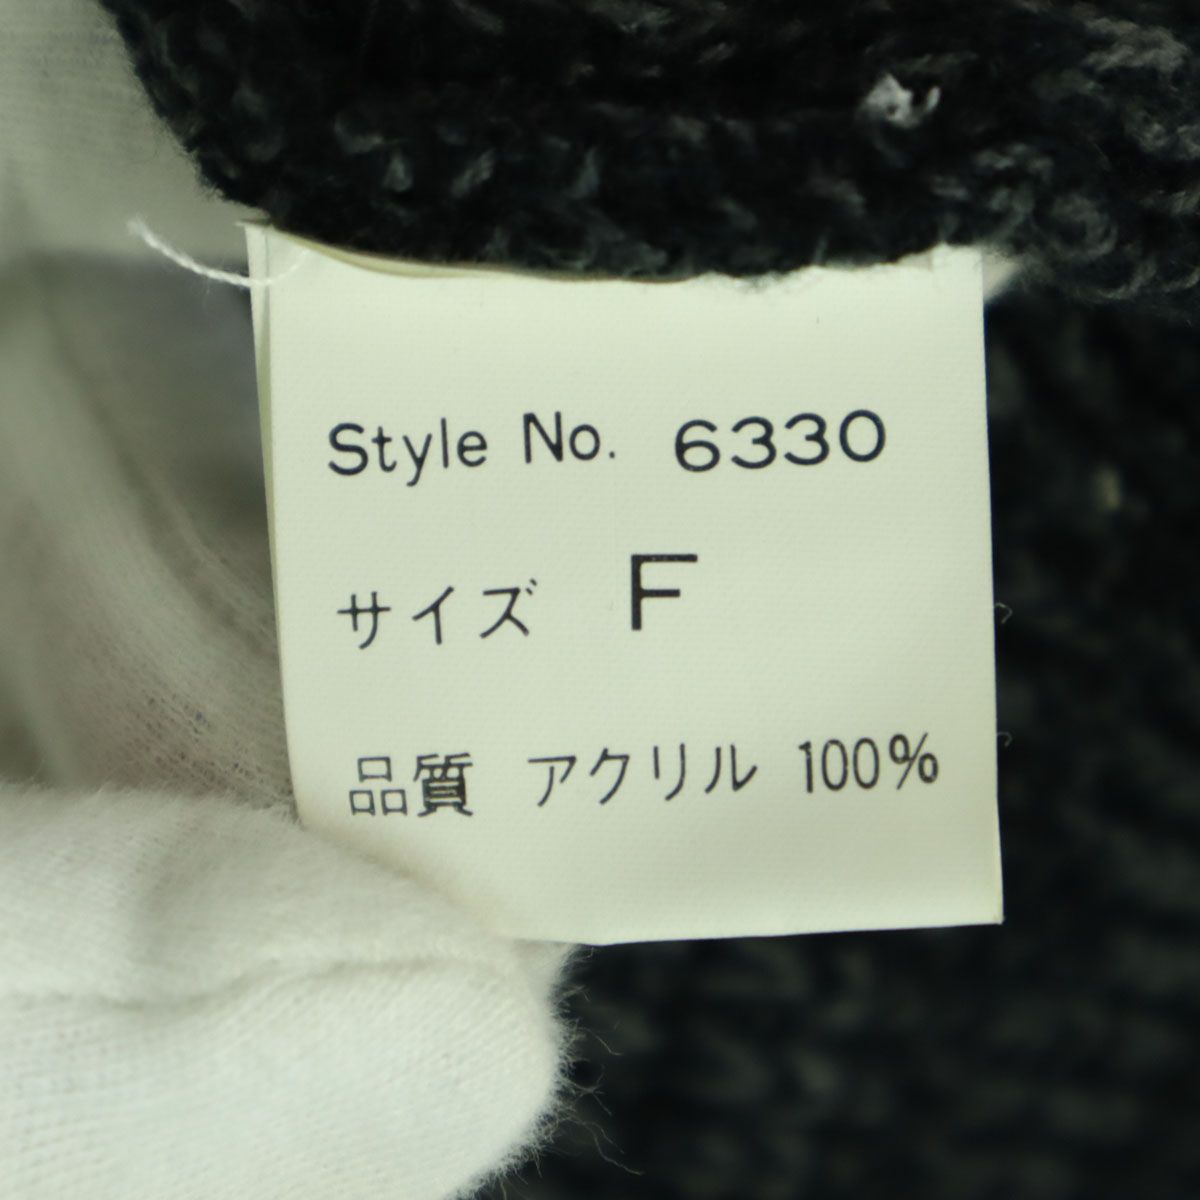 Style No. 6330
サイズ F
品質 アクリル 100%